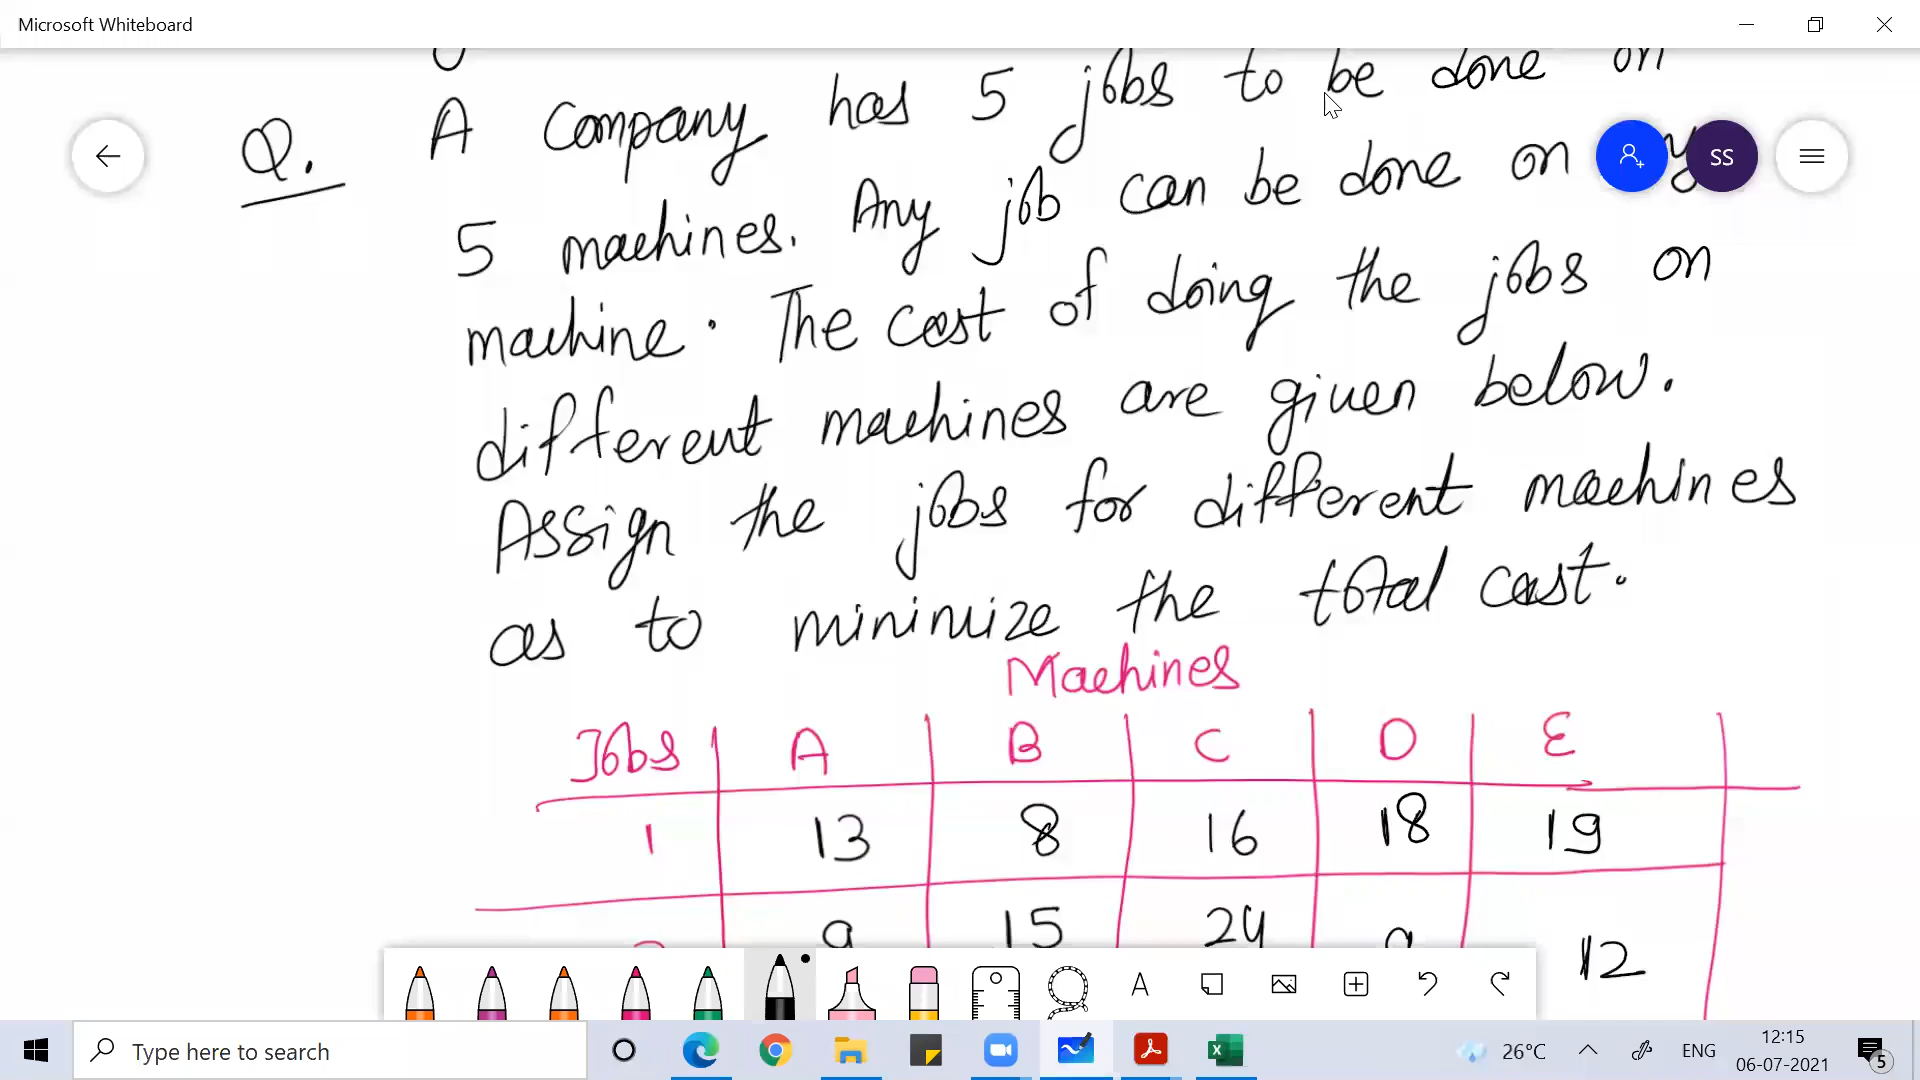 Microsoft Whiteboard
Q. A Company has 5 jobs to be done on
5 machines. Any job can be done on
machine. The cost of doing the jobs on
different machines are given below.
Assign the jobs for different machines
as to minimize the total cost.
Machines
Jobs A B C D E
1 13 8 16 18 19
15 24 12
SS
A
Type here to search
26°C ENG 12:15
06-07-2021 5